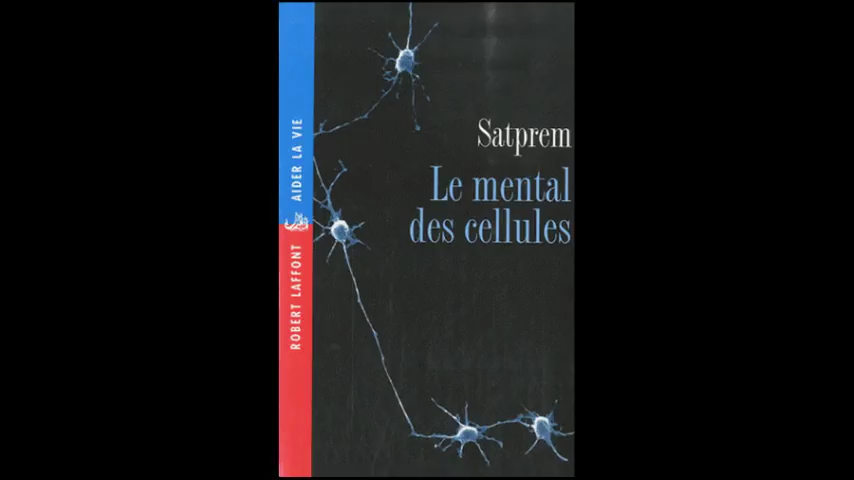 Satprem
Le mental
des cellules
AIDER LA VIE
ROBERT LAFFONT